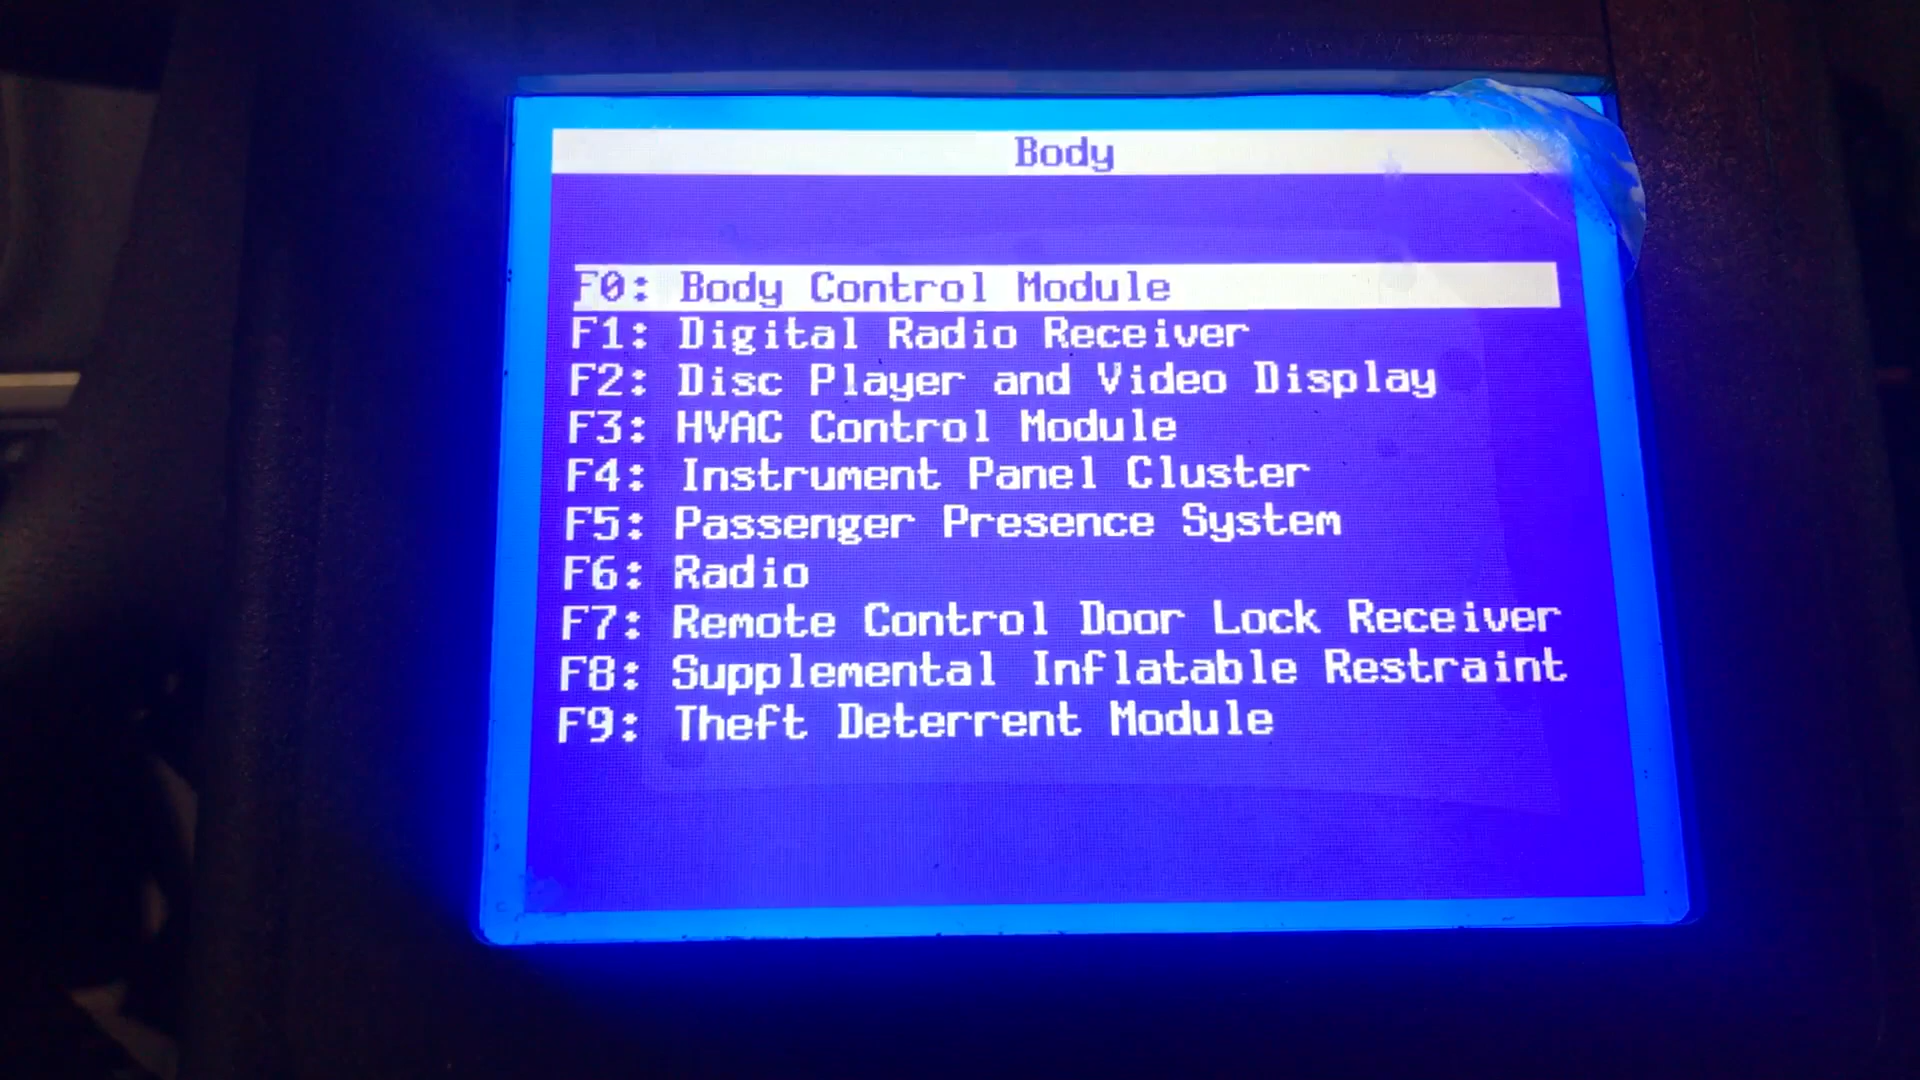 Body
F0: Body Control Module
F1: Digital Radio Receiver
F2: Disc Player and Video Display
F3: HVAC Control Module
F4: Instrument Panel Cluster
F5: Passenger Presence System
F6: Radio
F7: Remote Control Door Lock Receiver
F8: Supplemental Inflatable Restraint
F9: Theft Deterrent Module